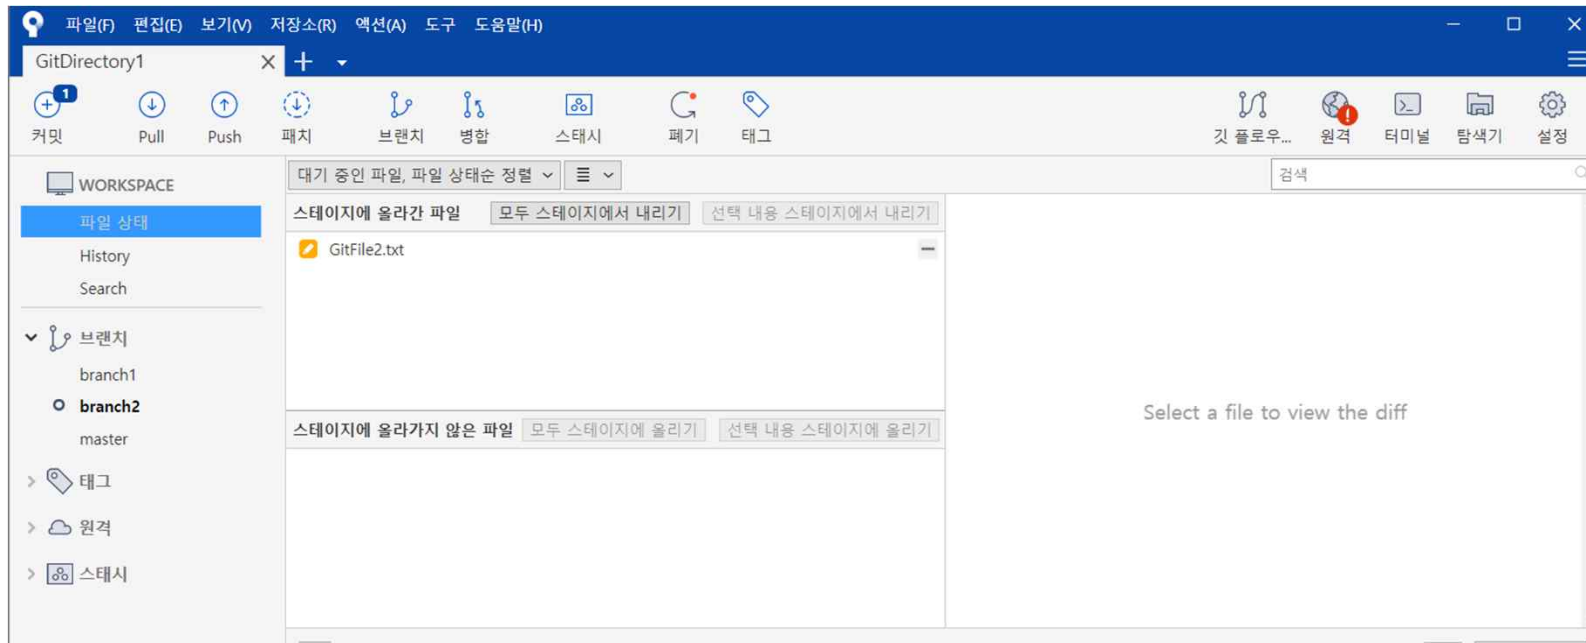 파일(F) 편집(E) 보기(V) 저장소(R) 액션(A) 도구 도움말(H)
GitDirectory1
1
커밋 Pull Push 패치 브랜치 병합 스태시 폐기 태그 깃 플로우... 원격 터미널 탐색기 설정
WORKSPACE
파일 상태
History
Search
브랜치
branch1
branch2
master
태그
원격
스태시
대기 중인 파일, 파일 상태순 정렬
검색
스테이지에 올라간 파일 모두 스테이지에서 내리기 선택 내용 스테이지에서 내리기
GitFile2.txt
스테이지에 올라가지 않은 파일 모두 스테이지에 올리기 선택 내용 스테이지에 올리기
Select a file to view the diff